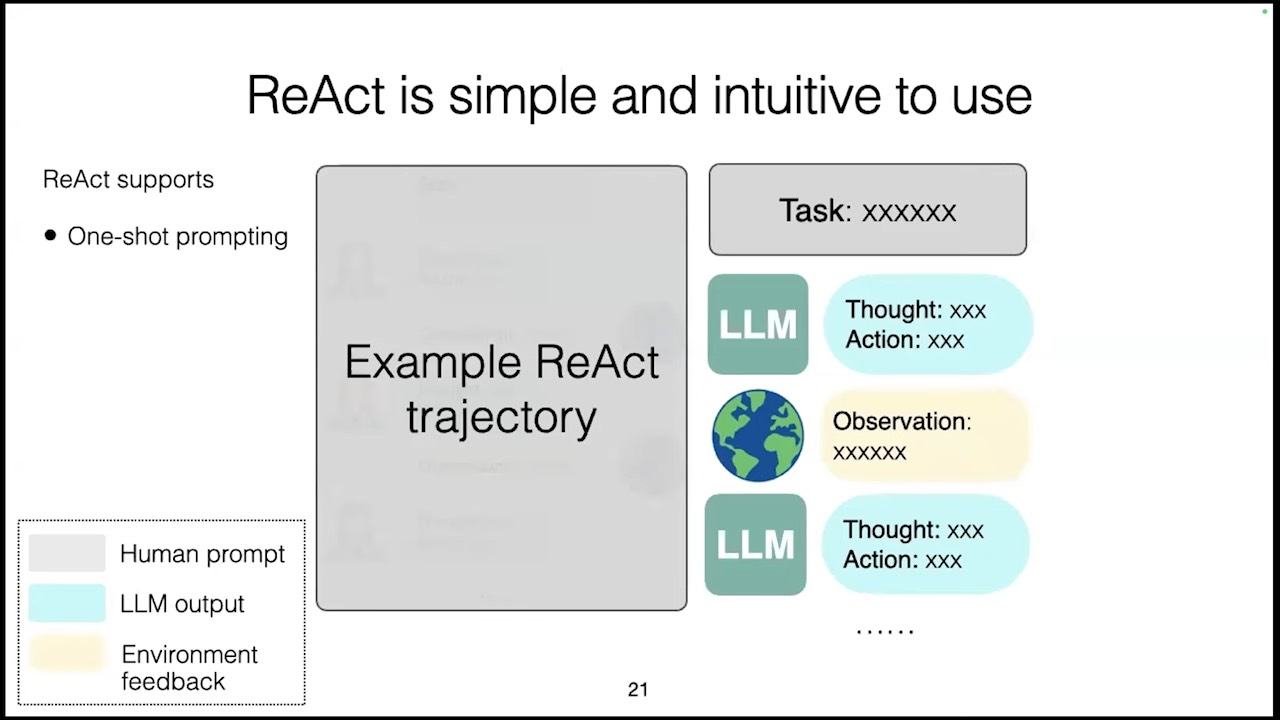 ReAct is simple and intuitive to use
ReAct supports
● One-shot prompting
Example ReAct
trajectory
Task: xxxxxx
LLM
Thought: xxx
Action: xxx
Observation:
xxxxxx
LLM
Thought: xxx
Action: xxx
......
Human prompt
LLM output
Environment
feedback
21